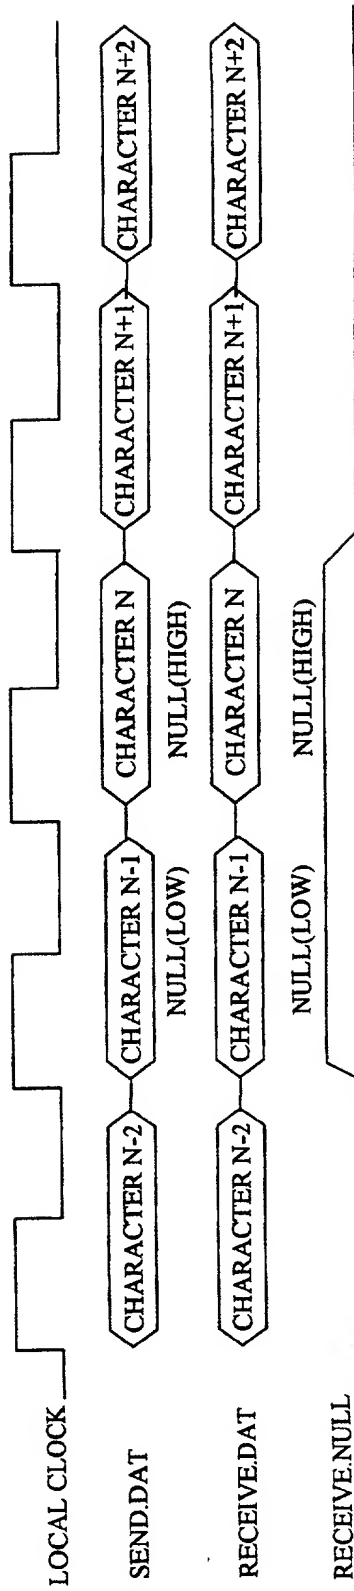 LOCAL CLOCK
SEND.DAT
CHARACTER N-2
CHARACTER N-1
CHARACTER N
CHARACTER N+1
CHARACTER N+2
NULL(LOW)
NULL(HIGH)
RECEIVE.DAT
CHARACTER N-2
CHARACTER N-1
CHARACTER N
CHARACTER N+1
CHARACTER N+2
NULL(LOW)
NULL(HIGH)
RECEIVE.NULL